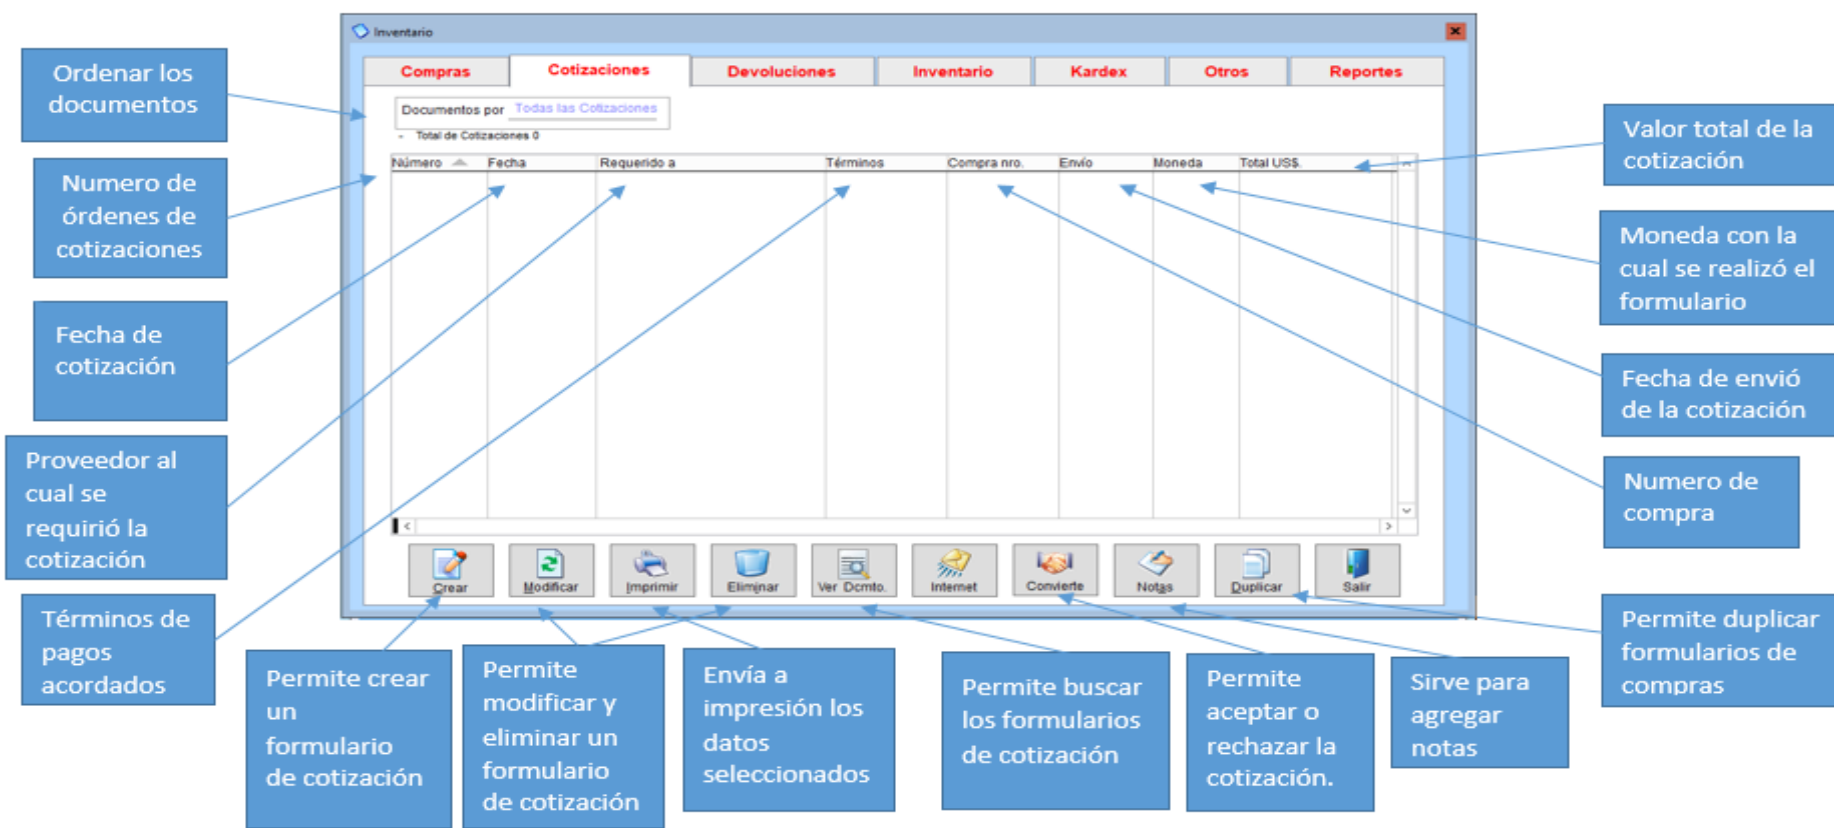 Inventario
Compras
Cotizaciones
Devoluciones
Inventario
Kardex
Otros
Reportes
Documentos por Todas las Cotizaciones
- Total de Cotizaciones 0
Número Fecha Requerido a Términos Compra nro. Envío Moneda Total US$.
Crear
Modificar
Imprimir
Eliminar
Ver Dcmto.
Internet
Convierte
Notas
Duplicar
Salir
Ordenar los
documentos
Numero de
órdenes de
cotizaciones
Fecha de
cotización
Proveedor al
cual se
requirió la
cotización
Términos de
pagos
acordados
Permite crear
un
formulario
de cotización
Permite
modificar y
eliminar un
formulario
de cotización
Envía a
impresión los
datos
seleccionados
Permite buscar
los formularios
de cotización
Permite
aceptar o
rechazar la
cotización.
Sirve para
agregar
notas
Valor total de la
cotización
Moneda con la
cual se realizó el
formulario
Fecha de envió
de la cotización
Numero de
compra
Permite duplicar
formularios de
compras